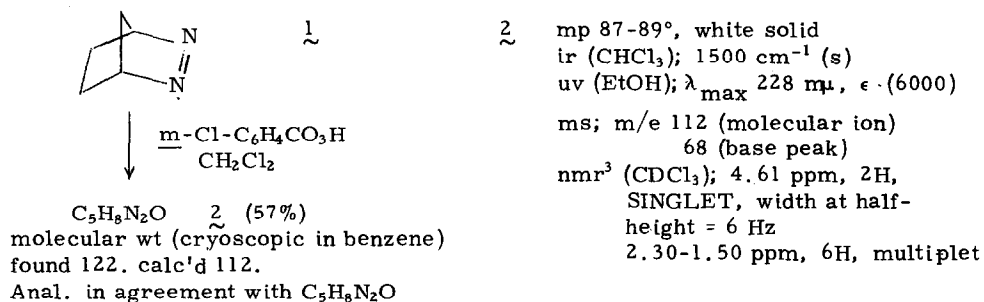 N
N
1
m-Cl-C₆H₄CO₃H
CH₂Cl₂
C₅H₈N₂O 2 (57%)
molecular wt (cryoscopic in benzene)
found 122. calc'd 112.
Anal. in agreement with C₅H₈N₂O
2 mp 87-89°, white solid
ir (CHCl₃); 1500 cm⁻¹ (s)
uv (EtOH); λmax 228 mμ, ϵ · (6000)
ms; m/e 112 (molecular ion)
68 (base peak)
nmr³ (CDCl₃); 4.61 ppm, 2H,
SINGLET, width at half-
height = 6 Hz
2.30-1.50 ppm, 6H, multiplet